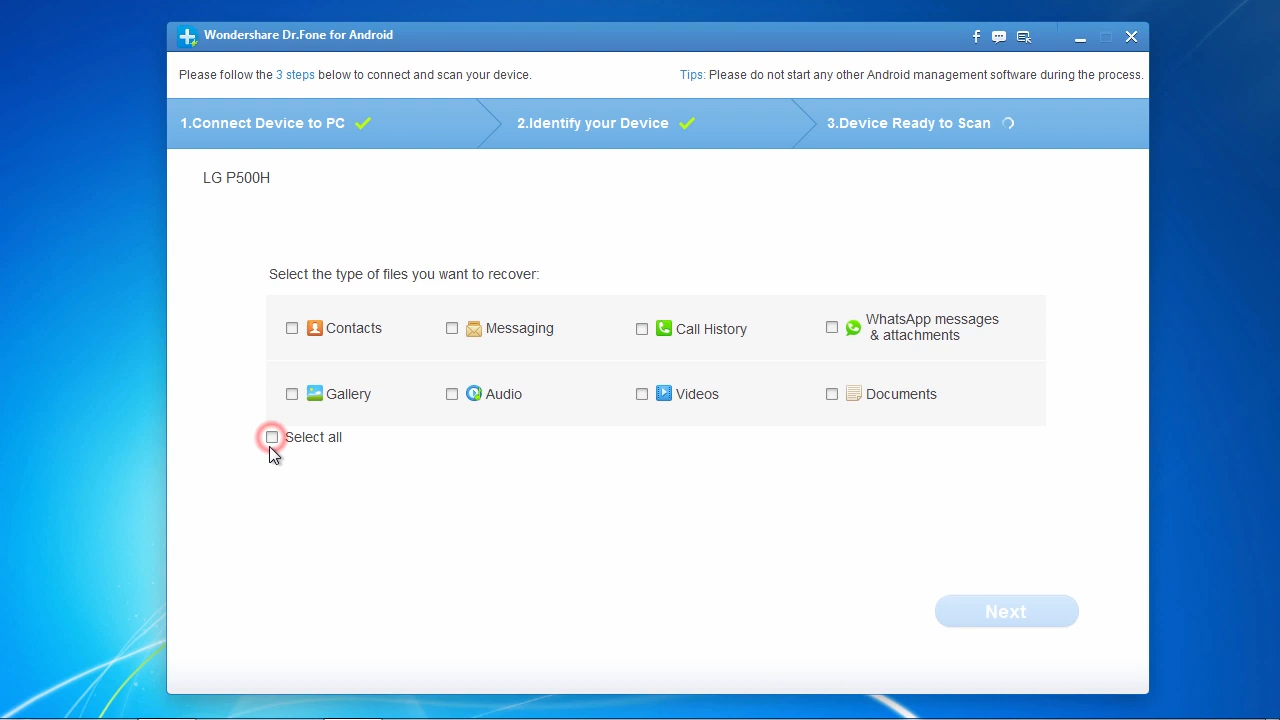 Wondershare Dr.Fone for Android
Please follow the 3 steps below to connect and scan your device.
Tips: Please do not start any other Android management software during the process.
1.Connect Device to PC
2.Identify your Device
3.Device Ready to Scan
LG P500H
Select the type of files you want to recover:
Contacts
Messaging
Call History
WhatsApp messages
& attachments
Gallery
Audio
Videos
Documents
Select all
Next